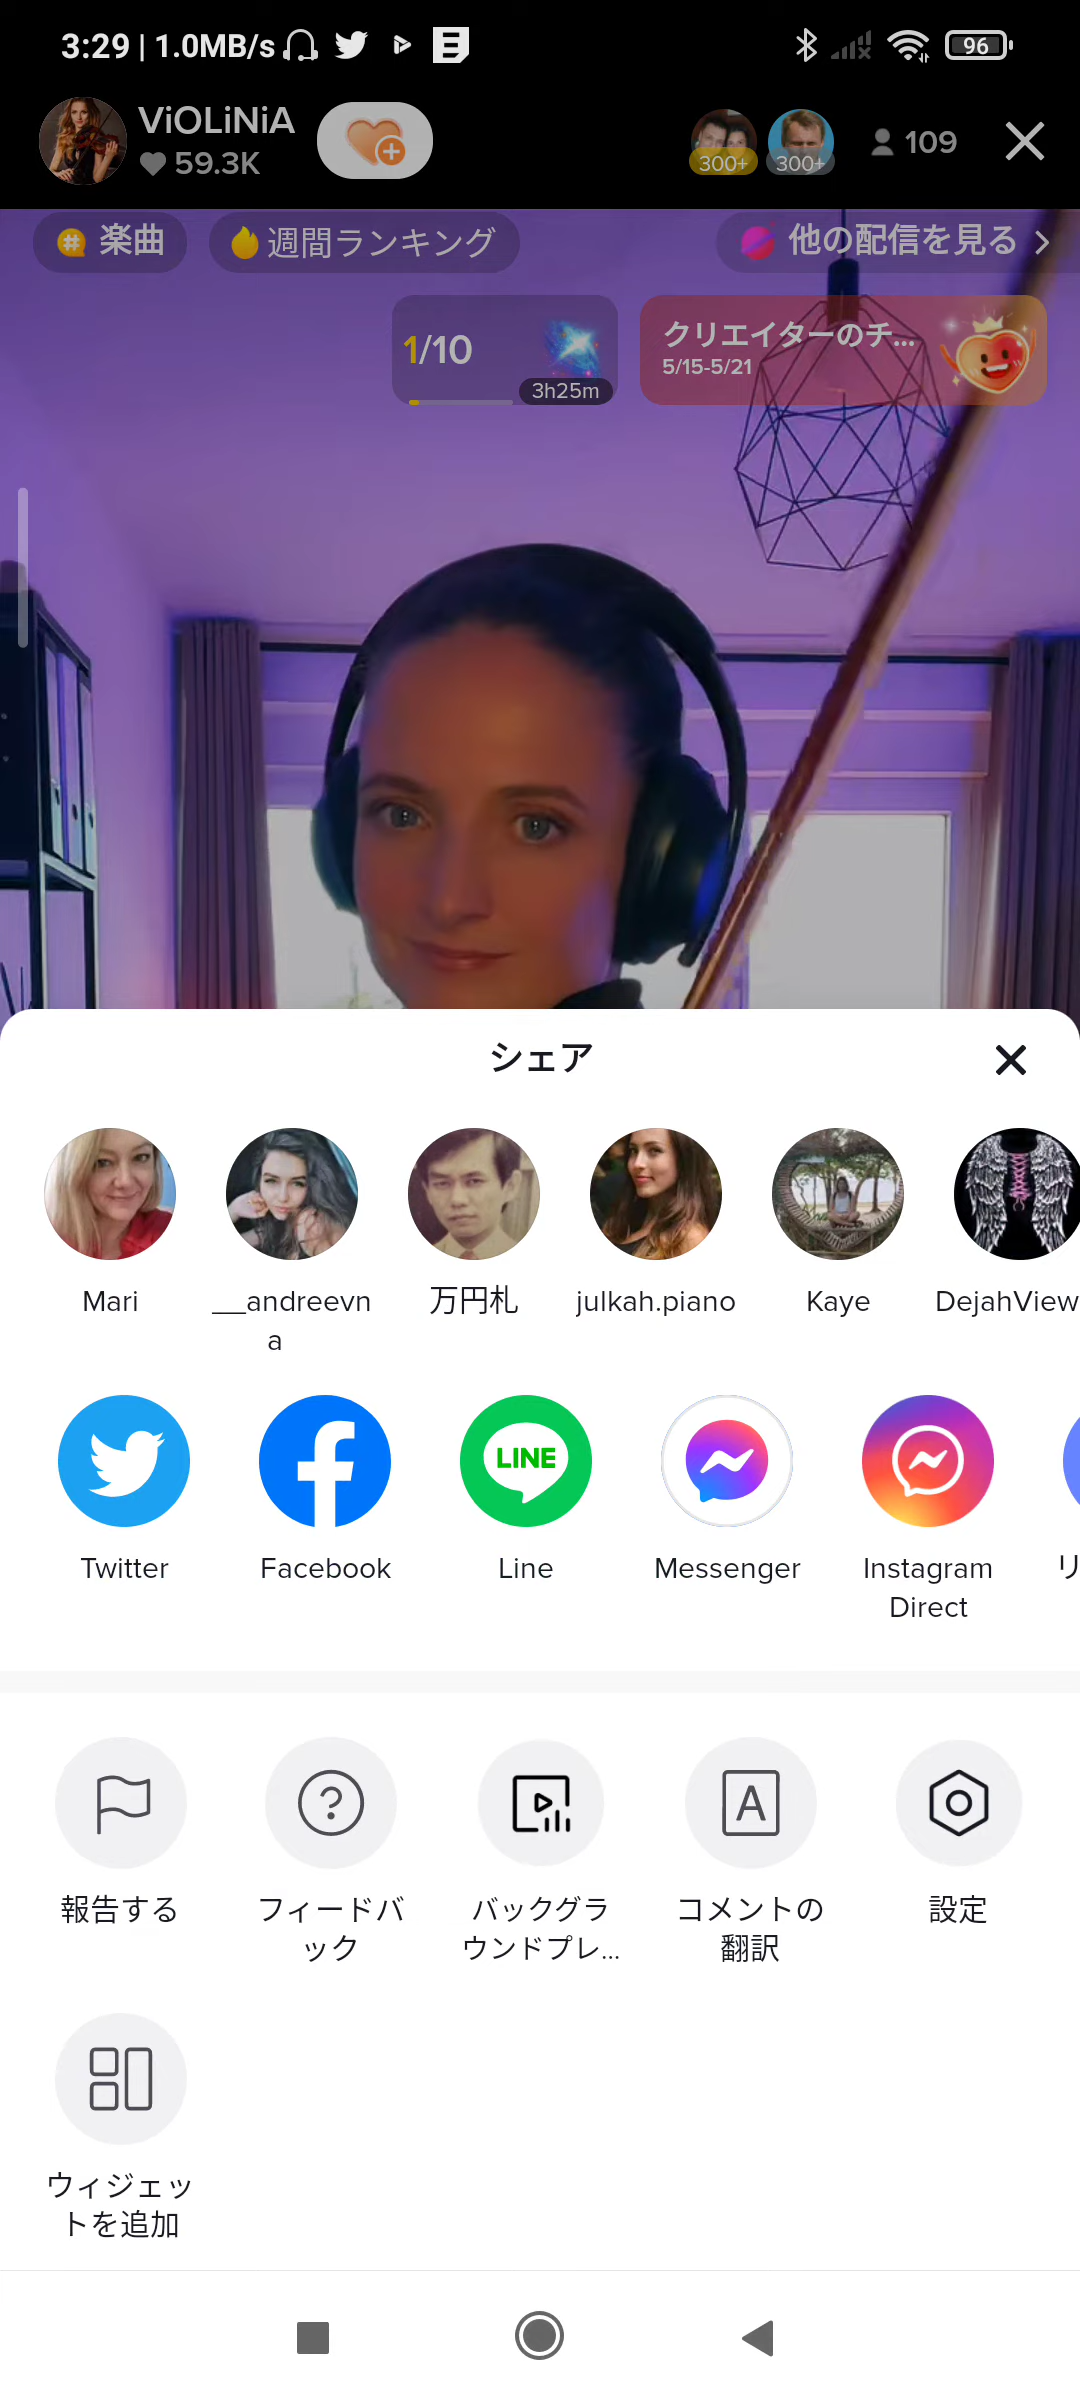 3:29 | 1.0MB/s
96
ViOLiNiA
59.3K
300+
300+
109
楽曲
週間ランキング
他の配信を見る
1/10
3h25m
クリエイターのチ...
5/15-5/21
シェア
Mari
__andreevn
a
万円札
julkah.piano
Kaye
DejahView
LINE
Twitter
Facebook
Line
Messenger
Instagram
Direct
リ
A
報告する
フィードバ
ック
バックグラ
ウンドプレ...
コメントの
翻訳
設定
ウィジェッ
トを追加